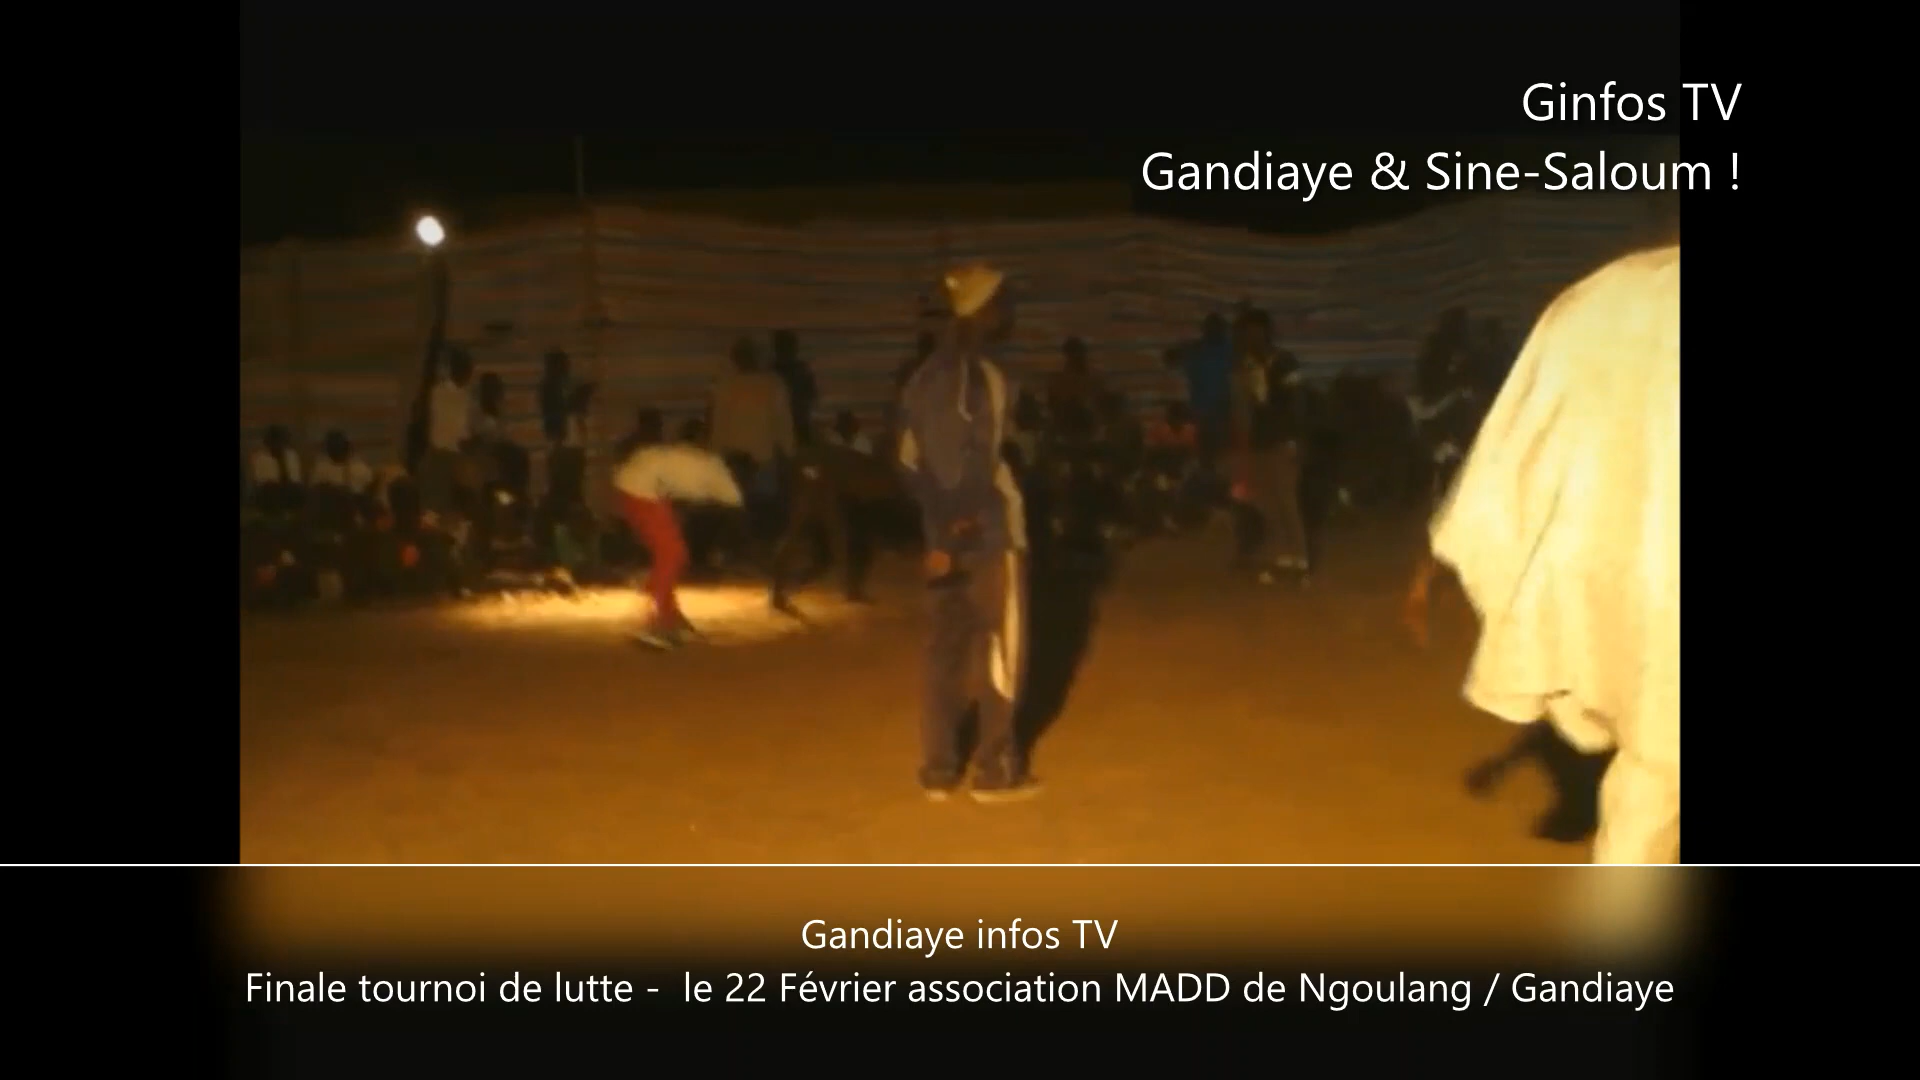 Ginfos TV
Gandiaye & Sine-Saloum !
Gandiaye infos TV
Finale tournoi de lutte -  le 22 Février association MADD de Ngoulang / Gandiaye